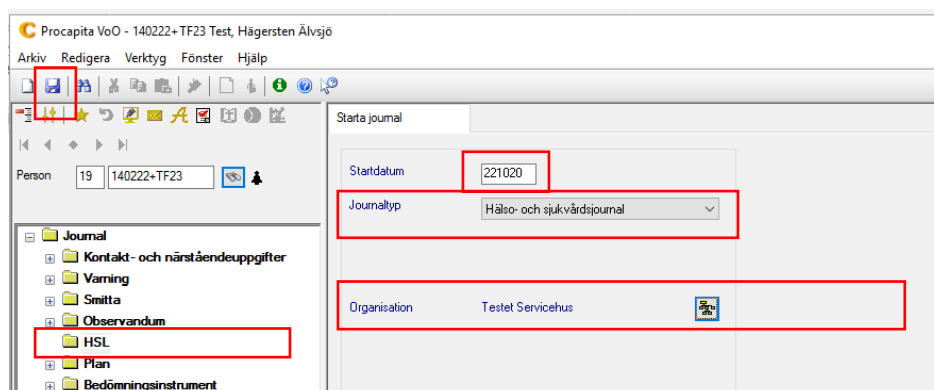 Procapita VoO - 140222+TF23 Test, Hägersten Älvsjö
Arkiv Redigera Verktyg Fönster Hjälp
Starta journal
Person 19 140222+TF23
Startdatum 221020
Journaltyp Hälso- och sjukvårdsjournal
Organisation Testet Servicehus
Journal
Kontakt- och närståendeuppgifter
Varning
Smitta
Observandum
HSL
Plan
Bedömningsinstrument